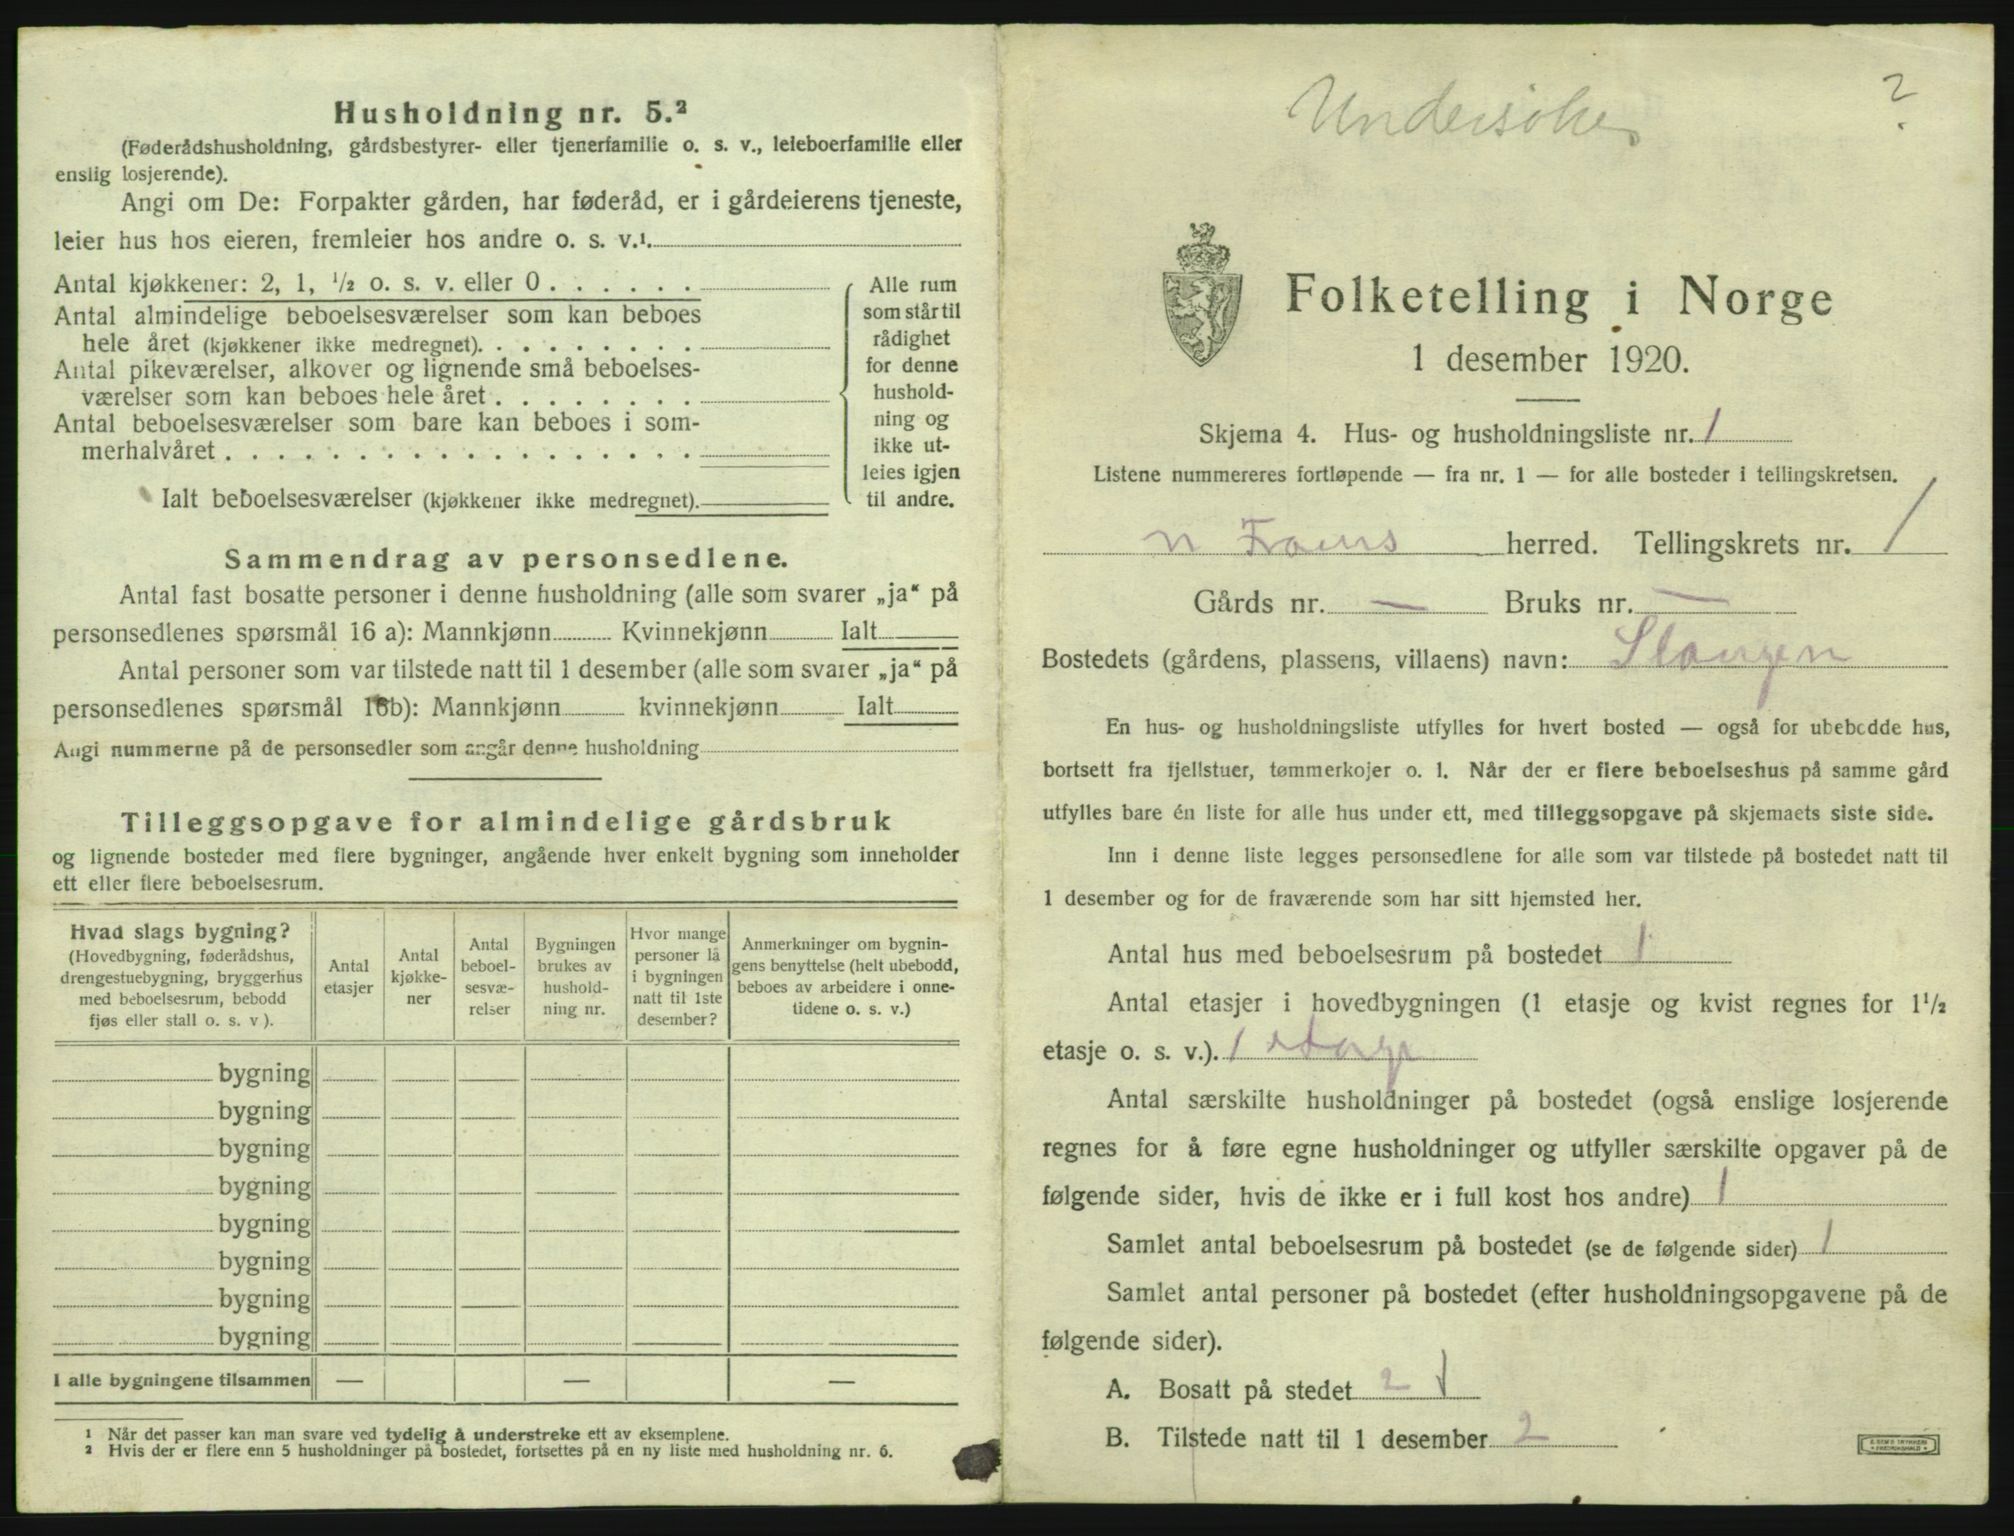 Husholdning nr. 5.²
(Føderådshusholdning, gårdsbestyrer- eller tjenerfamilie o. s. v., leieboerfamilie eller
enslig losjerende).
Angi om De: Forpakter gården, har føderåd, er i gårdeierens tjeneste,
leier hus hos eieren, fremleier hos andre o. s. v.¹.
Antal kjøkkener: 2, 1, ½ o. s. v. eller 0 . . . . . .
Antal almindelige beboelsesværelser som kan beboes
hele året (kjøkkener ikke medregnet). . . . . . . . .
Antal pikeværelser, alkover og lignende små beboelses-
værelser som kan beboes hele året . . . . . . . .
Antal beboelsesværelser som bare kan beboes i som-
merhalvåret . . . . . . . . . . . . . . . . . .
Ialt beboelsesværelser (kjøkkener ikke medregnet).
Alle rum
som står til
rådighet
for denne
hushold-
ning og
ikke ut-
leies igjen
til andre.
Sammendrag av personsedlene.
Antal fast bosatte personer i denne husholdning (alle som svarer „ja“ på
personsedlenes spørsmål 16 a): Mannkjønn Kvinnekjønn Ialt
Antal personer som var tilstede natt til 1 desember (alle som svarer „ja“ på
personsedlenes spørsmål 16b): Mannkjønn kvinnekjønn Ialt
Angi nummerne på de personsedler som angår denne husholdning
Tilleggsopgave for almindelige gårdsbruk
og lignende bosteder med flere bygninger, angående hver enkelt bygning som inneholder
ett eller flere beboelsesrum.
Hvad slags bygning?
(Hovedbygning, føderådshus,
drengestuebygning, bryggerhus
med beboelsesrum, bebodd
fjøs eller stall o. s. v ).
Antal
etasjer
Antal
kjøkke-
ner
Antal
beboel-
sesvæ-
relser
Bygningen
brukes av
hushold-
ning nr.
Hvor mange
personer lå
i bygningen
natt til 1ste
desember?
Anmerkninger om bygnin-
gens benyttelse (helt ubebodd,
beboes av arbeidere i onne-
tidene o. s. v.)
bygning
bygning
bygning
bygning
bygning
bygning
bygning
bygning
I alle bygningene tilsammen — — —
¹ Når det passer kan man svare ved tydelig å understreke ett av eksemplene.
² Hvis der er flere enn 5 husholdninger på bostedet, fortsettes på en ny liste med husholdning nr. 6.
Undersøkes ?
Folketelling i Norge
1 desember 1920.
Skjema 4. Hus- og husholdningsliste nr. 1
Listene nummereres fortløpende — fra nr. 1 — for alle bosteder i tellingskretsen.
n Froens herred. Tellingskrets nr. 1
Gårds nr. — Bruks nr. —
Bostedets (gårdens, plassens, villaens) navn: Slangen
En hus- og husholdningsliste utfylles for hvert bosted — også for ubebodde hus,
bortsett fra fjellstuer, tømmerkojer o. l. Når der er flere beboelseshus på samme gård
utfylles bare én liste for alle hus under ett, med tilleggsopgave på skjemaets siste side.
Inn i denne liste legges personsedlene for alle som var tilstede på bostedet natt til
1 desember og for de fraværende som har sitt hjemsted her.
Antal hus med beboelsesrum på bostedet 1
Antal etasjer i hovedbygningen (1 etasje og kvist regnes for 1½
etasje o. s. v.). 1 etage
Antal særskilte husholdninger på bostedet (også enslige losjerende
regnes for å føre egne husholdninger og utfyller særskilte opgaver på de
følgende sider, hvis de ikke er i full kost hos andre) 1
Samlet antal beboelsesrum på bostedet (se de følgende sider) 1
Samlet antal personer på bostedet (efter husholdningsopgavene på de
følgende sider).
A. Bosatt på stedet 2
B. Tilstede natt til 1 desember 2